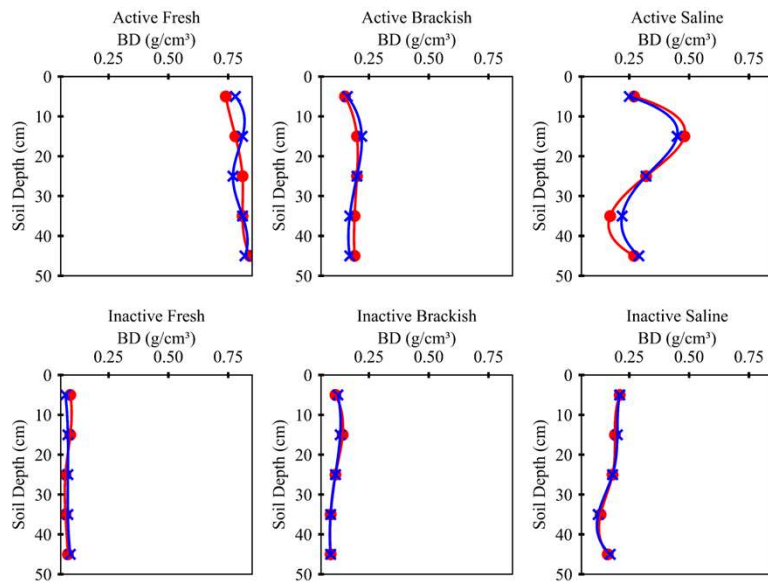 Active Fresh
BD (g/cm³)
0.25 0.50 0.75
0
10
20
30
40
50
Soil Depth (cm)
Active Brackish
BD (g/cm³)
0.25 0.50 0.75
0
10
20
30
40
50
Soil Depth (cm)
Active Saline
BD (g/cm³)
0.25 0.50 0.75
0
10
20
30
40
50
Soil Depth (cm)
Inactive Fresh
BD (g/cm³)
0.25 0.50 0.75
0
10
20
30
40
50
Soil Depth (cm)
Inactive Brackish
BD (g/cm³)
0.25 0.50 0.75
0
10
20
30
40
50
Soil Depth (cm)
Inactive Saline
BD (g/cm³)
0.25 0.50 0.75
0
10
20
30
40
50
Soil Depth (cm)